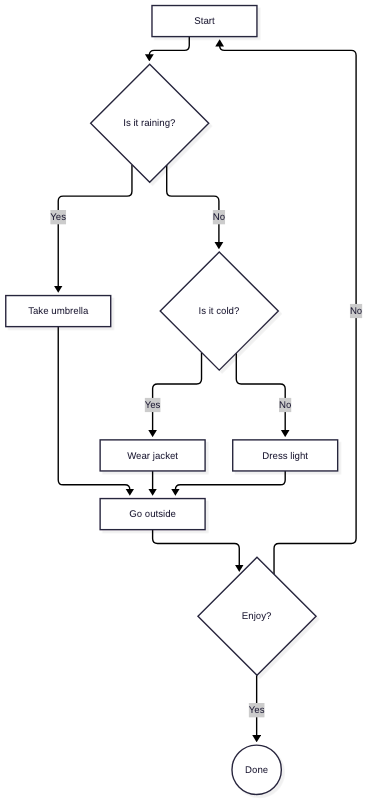 Start
Is it raining?
Yes
No
Take umbrella
Is it cold?
No
Yes
No
Wear jacket
Dress light
Go outside
Enjoy?
Yes
Done